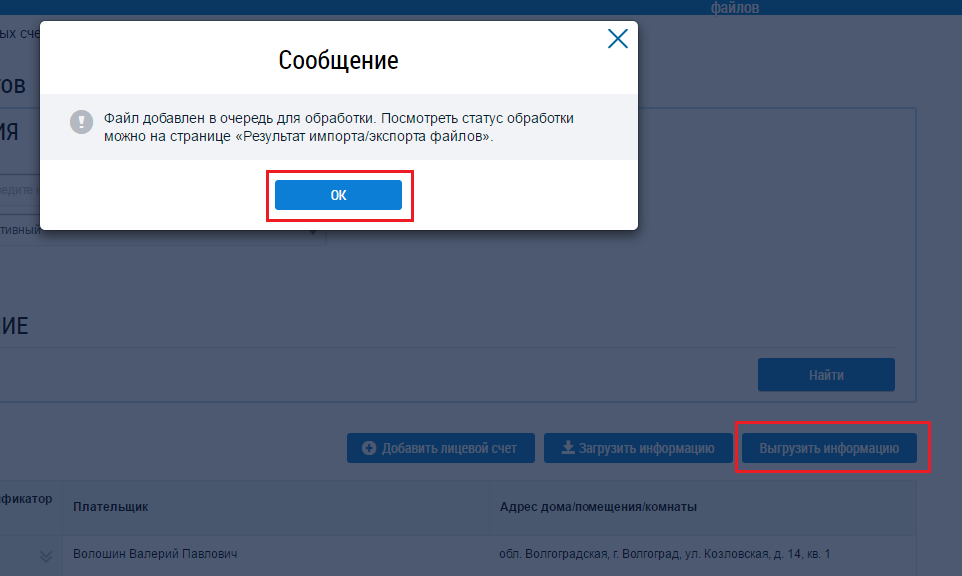 файлов
ых сче
Сообщение
ов
ИЯ
Файл добавлен в очередь для обработки. Посмотреть статус обработки
можно на странице «Результат импорта/экспорта файлов».
ОК
тивный
ИЕ
Найти
Добавить лицевой счет
Загрузить информацию
Выгрузить информацию
фикатор
Плательщик
Адрес дома/помещения/комнаты
Волошин Валерий Павлович
обл. Волгоградская, г. Волгоград, ул. Козловская, д. 14, кв. 1